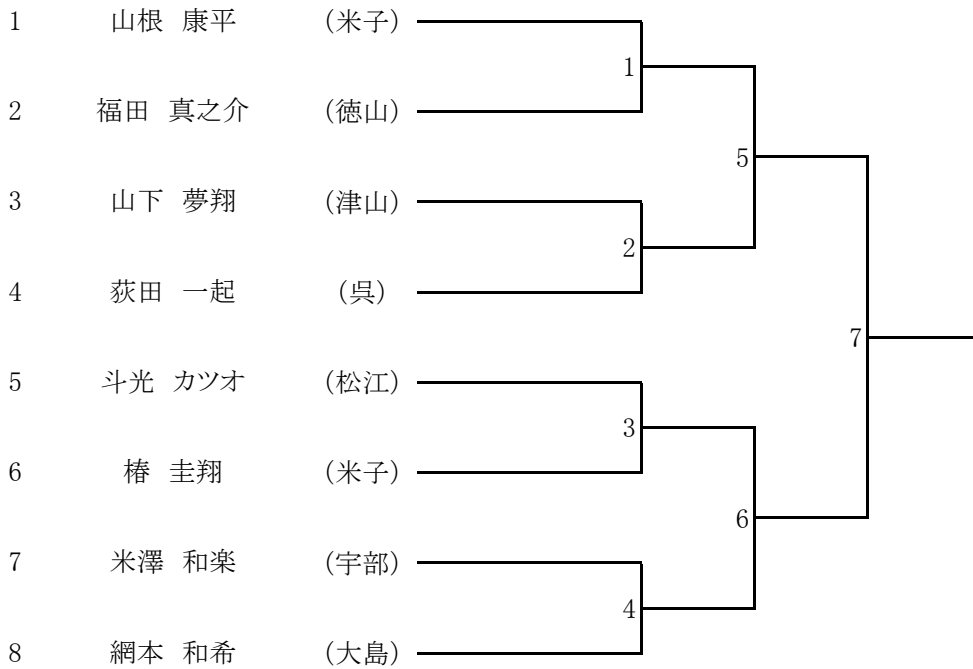 1 山根 康平 (米子)
1
2 福田 真之介 (徳山)
5
3 山下 夢翔 (津山)
2
4 荻田 一起 (呉)
7
5 斗光 カツオ (松江)
3
6 椿 圭翔 (米子)
6
7 米澤 和楽 (宇部)
4
8 網本 和希 (大島)